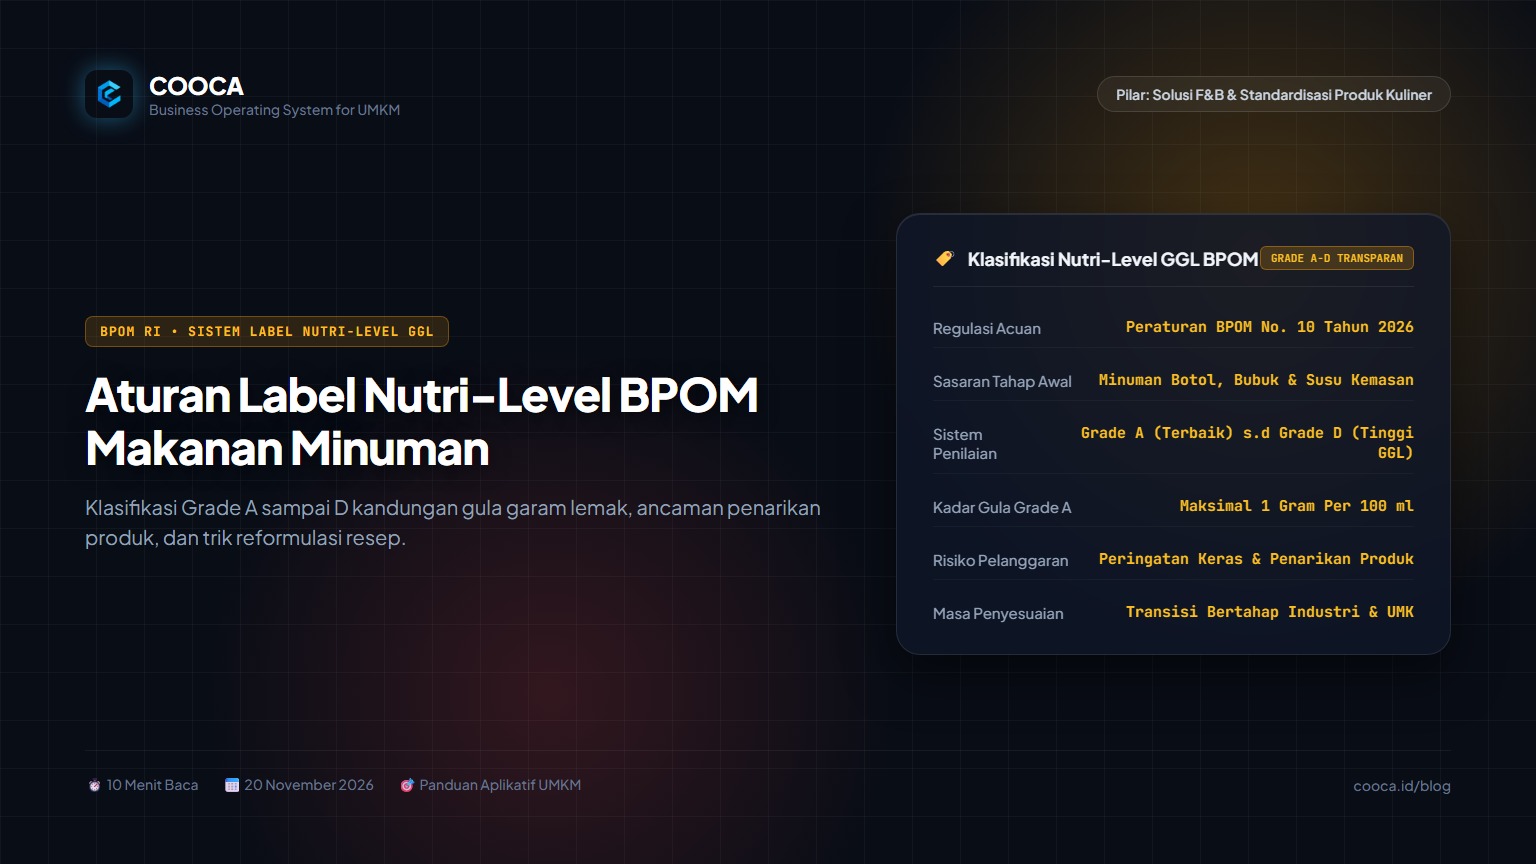 COOCA
Business Operating System for UMKM
Pilar: Solusi F&B & Standardisasi Produk Kuliner
BPOM RI • SISTEM LABEL NUTRI-LEVEL GGL
Aturan Label Nutri-Level BPOM
Makanan Minuman
Klasifikasi Grade A sampai D kandungan gula garam lemak, ancaman penarikan
produk, dan trik reformulasi resep.
Klasifikasi Nutri-Level GGL BPOM GRADE A-D TRANSPARAN
Regulasi Acuan Peraturan BPOM No. 10 Tahun 2026
Sasaran Tahap Awal Minuman Botol, Bubuk & Susu Kemasan
Sistem Grade A (Terbaik) s.d Grade D (Tinggi
Penilaian GGL)
Kadar Gula Grade A Maksimal 1 Gram Per 100 ml
Risiko Pelanggaran Peringatan Keras & Penarikan Produk
Masa Penyesuaian Transisi Bertahap Industri & UMK
10 Menit Baca 20 November 2026 Panduan Aplikatif UMKM
cooca.id/blog